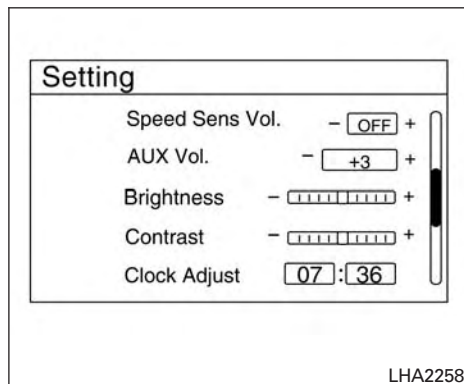 Setting
Speed Sens Vol. – OFF +
AUX Vol. – +3 +
Brightness – +
Contrast – +
Clock Adjust 07 : 36
LHA2258